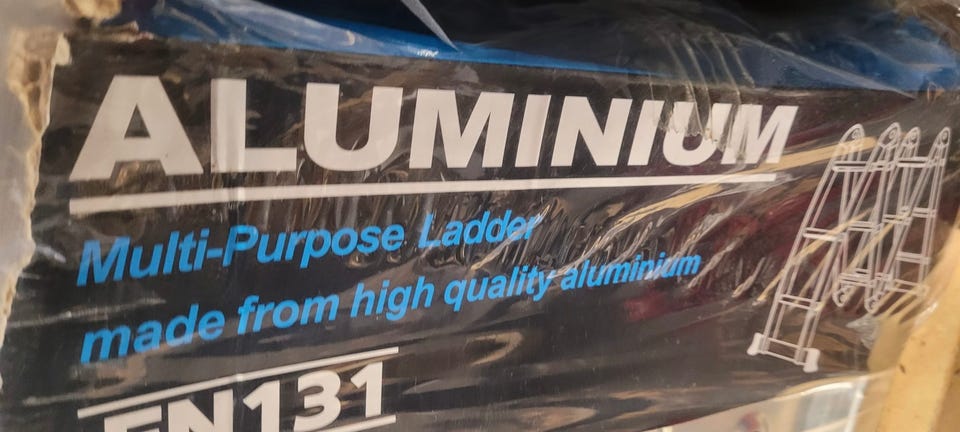 ALUMINIUM
Multi-Purpose Ladder
made from high quality aluminium
EN131